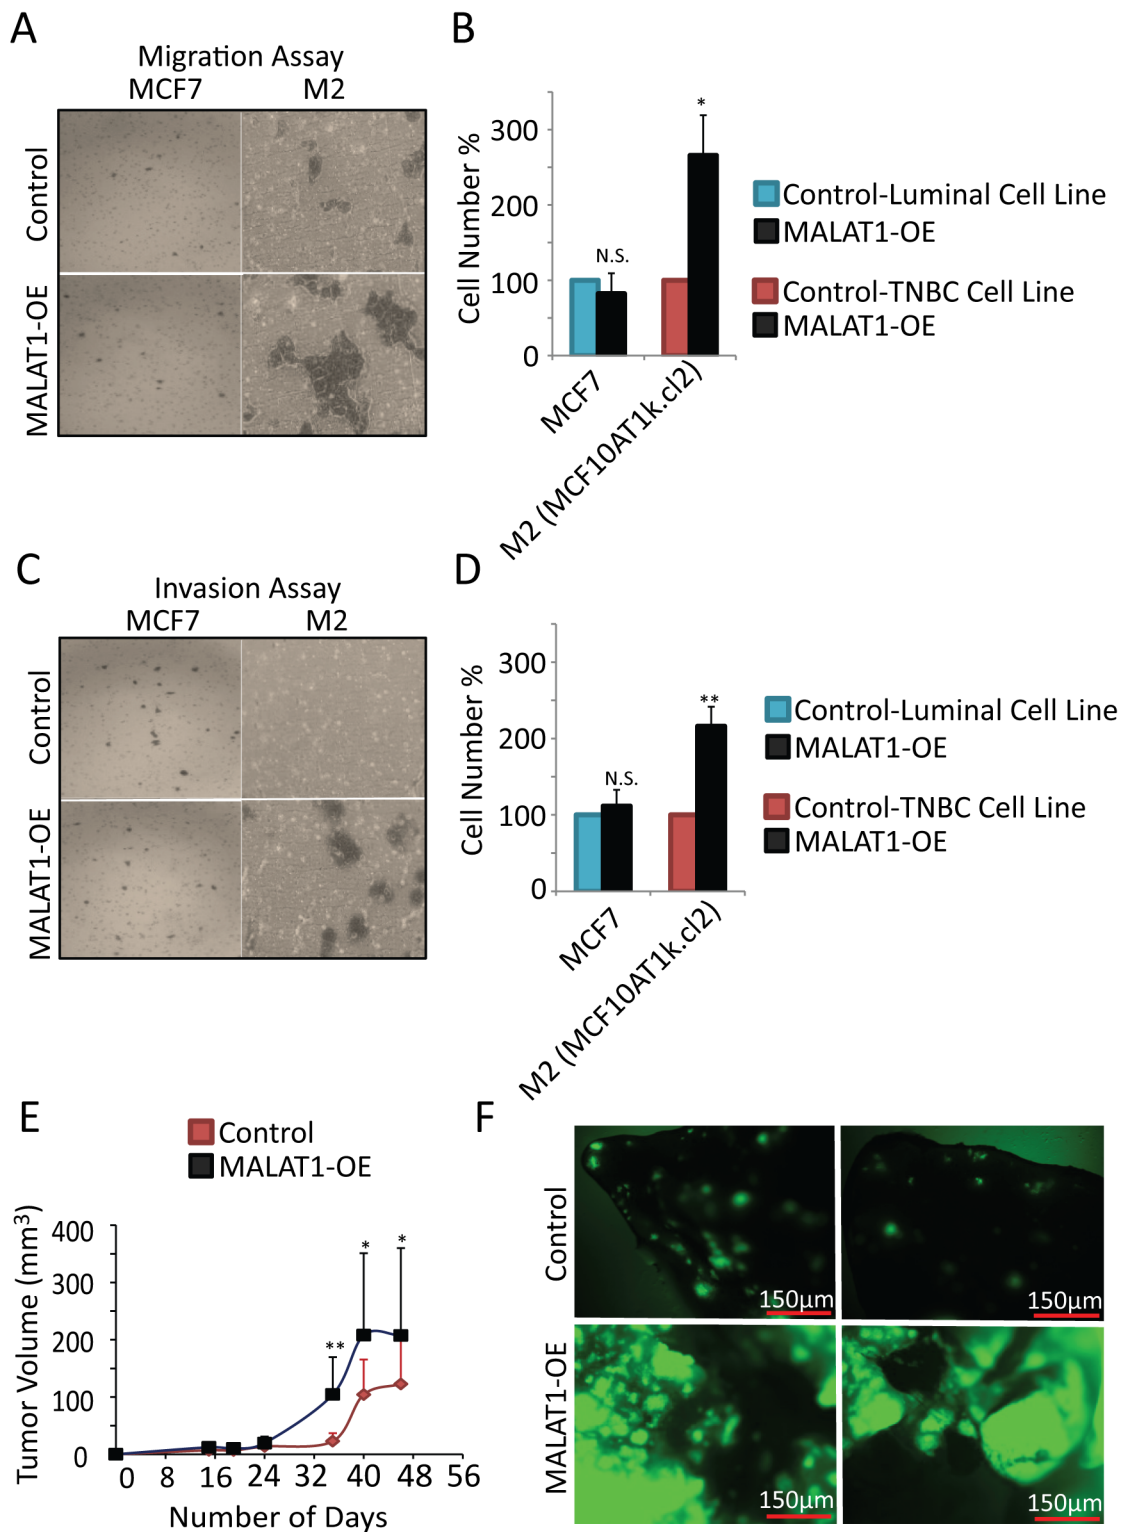 A
Migration Assay
MCF7 M2
Control
MALAT1-OE
B
Cell Number %
300
200
100
0
N.S.
*
MCF7
M2 (MCF10AT1k.cl2)
Control-Luminal Cell Line
MALAT1-OE
Control-TNBC Cell Line
MALAT1-OE
C
Invasion Assay
MCF7 M2
Control
MALAT1-OE
D
Cell Number %
300
200
100
0
N.S.
**
MCF7
M2 (MCF10AT1k.cl2)
Control-Luminal Cell Line
MALAT1-OE
Control-TNBC Cell Line
MALAT1-OE
E
Control
MALAT1-OE
Tumor Volume (mm³)
400
300
200
100
0
**
*
*
0 8 16 24 32 40 48 56
Number of Days
F
Control
MALAT1-OE
150µm
150µm
150µm
150µm